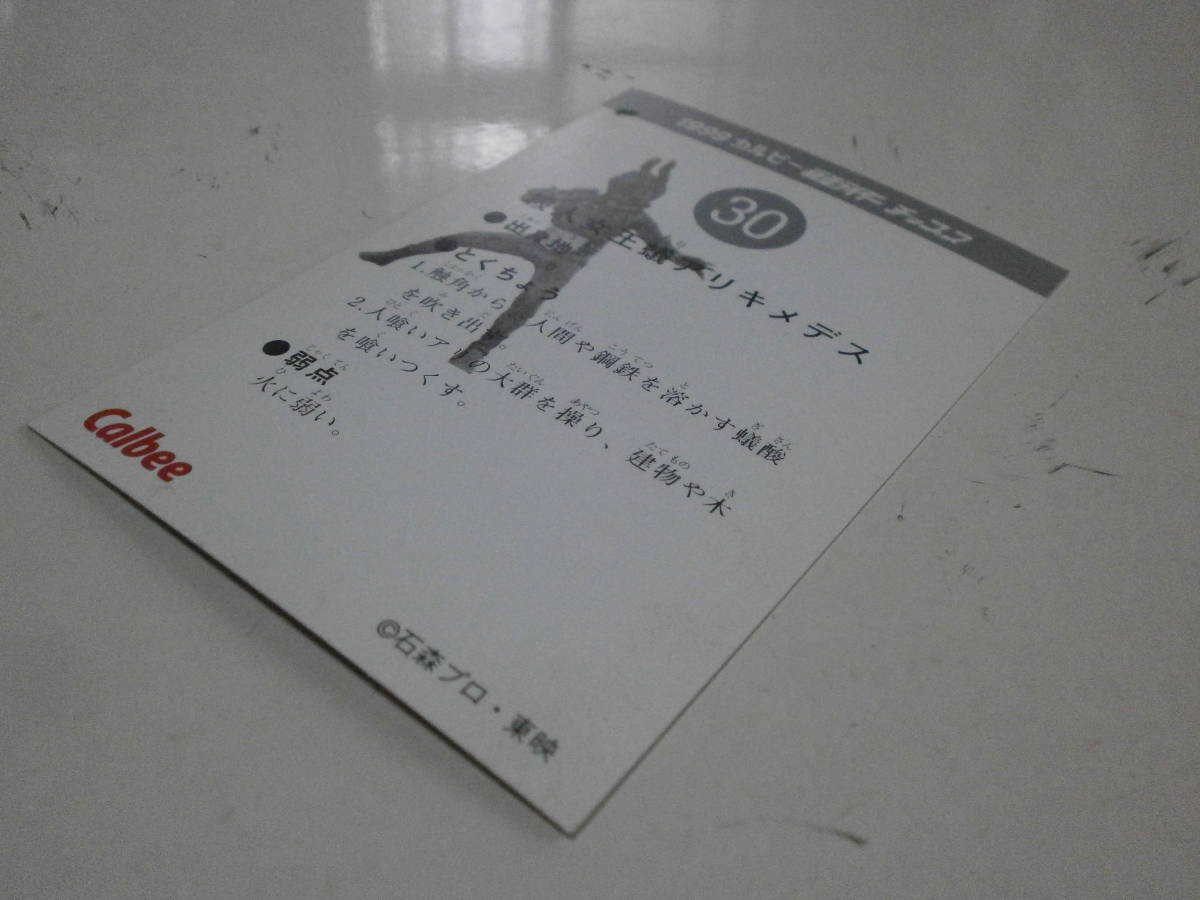 1999 カルビー 仮面ライダー チップス
30
女王蟻アリキメデス
●出身地
●とくちょう
1.触角から、人間や鋼鉄を溶かす蟻酸
を吹き出す。
2.人喰いアリの大群を操り、建物や木
を喰いつくす。
●弱点
火に弱い。
Calbee
©石森プロ・東映